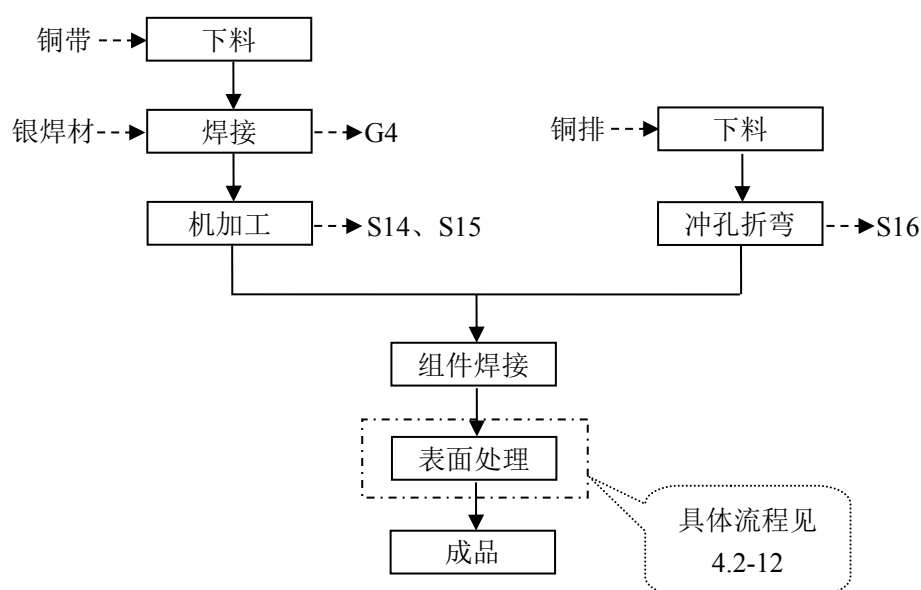 铜带
下料
银焊材
焊接
G4
机加工
S14、S15
铜排
下料
冲孔折弯
S16
组件焊接
表面处理
具体流程见
4.2-12
成品